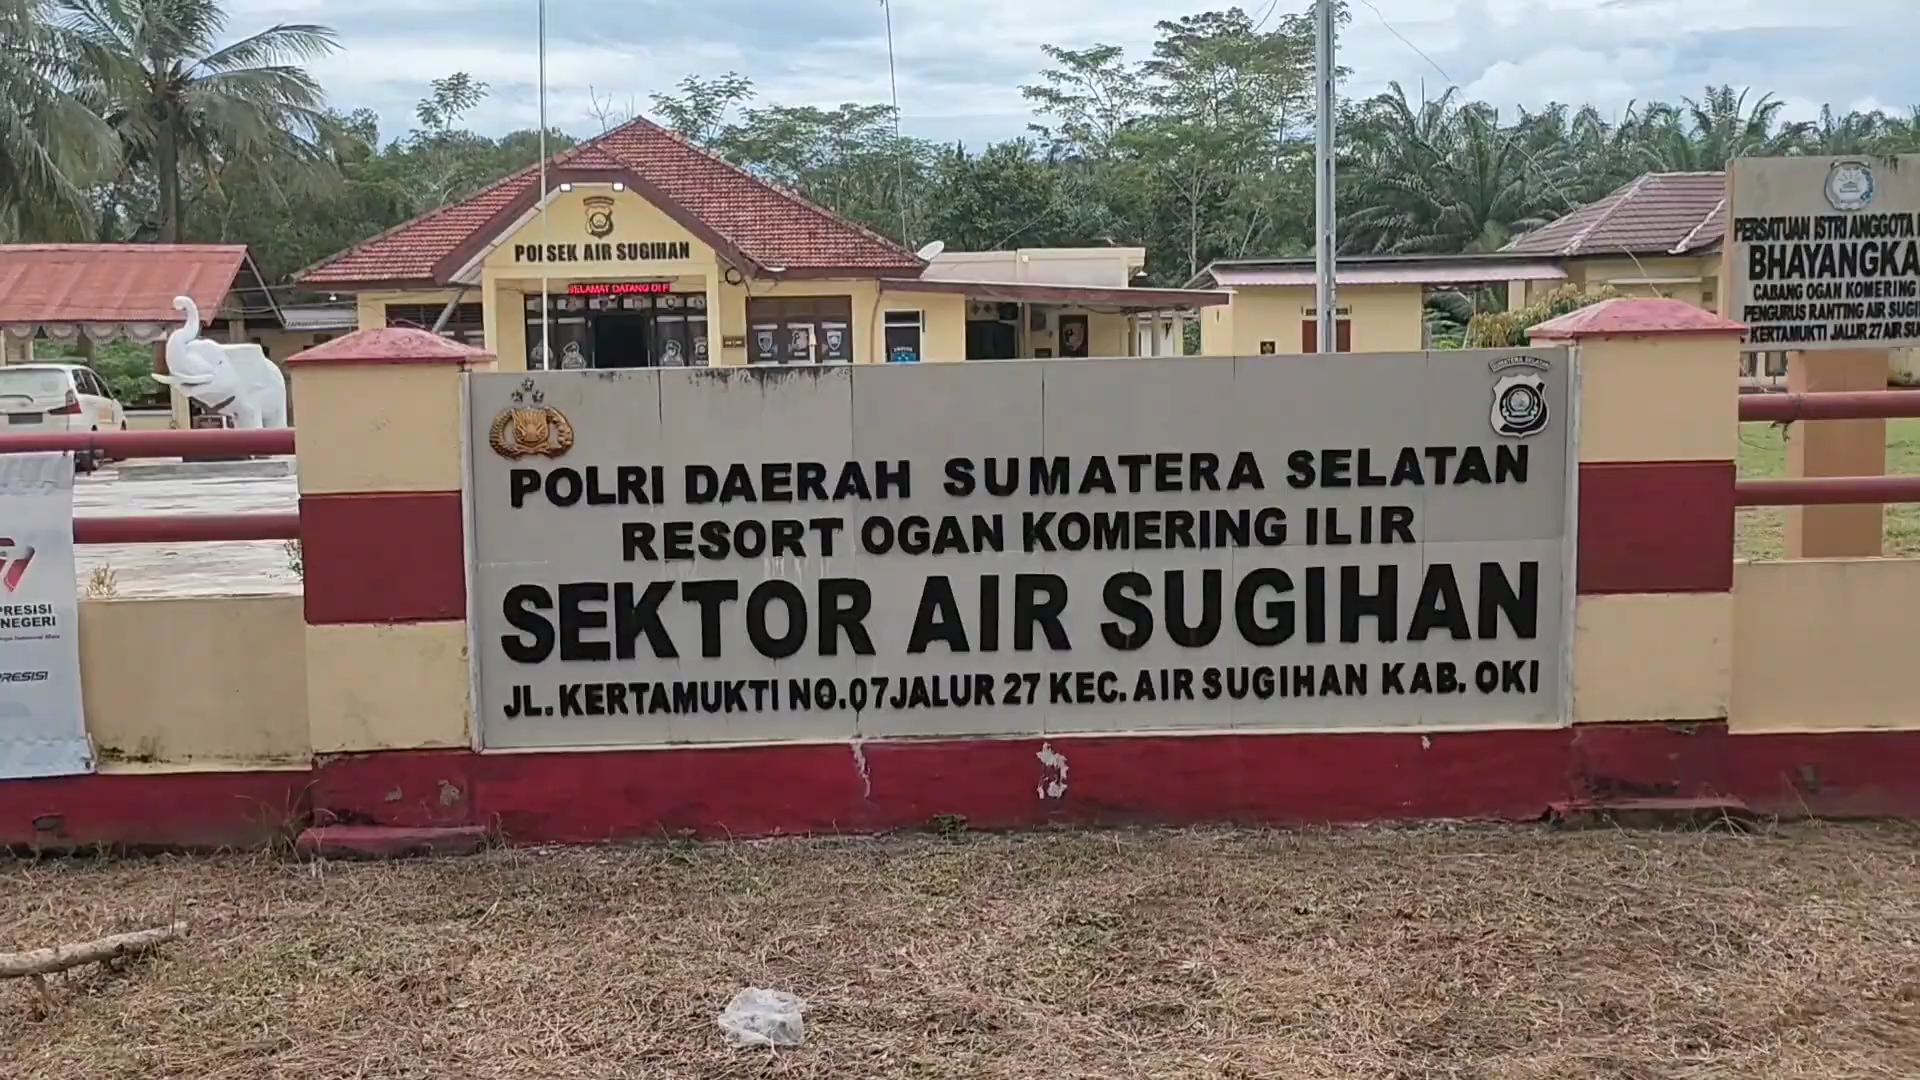 POLSEK AIR SUGIHAN
SELAMAT DATANG DI P
PERSATUAN ISTRI ANGGOTA
BHAYANGKA
CABANG OGAN KOMERING
PENGURUS RANTING AIR SUGI
KERTAMUKTI JALUR 27 AIR SU
SUMATERA SELATAN
POLRI DAERAH SUMATERA SELATAN
RESORT OGAN KOMERING ILIR
SEKTOR AIR SUGIHAN
JL. KERTAMUKTI NO.07 JALUR 27 KEC. AIR SUGIHAN KAB. OKI
PRESISI
NEGERI
PRESISI